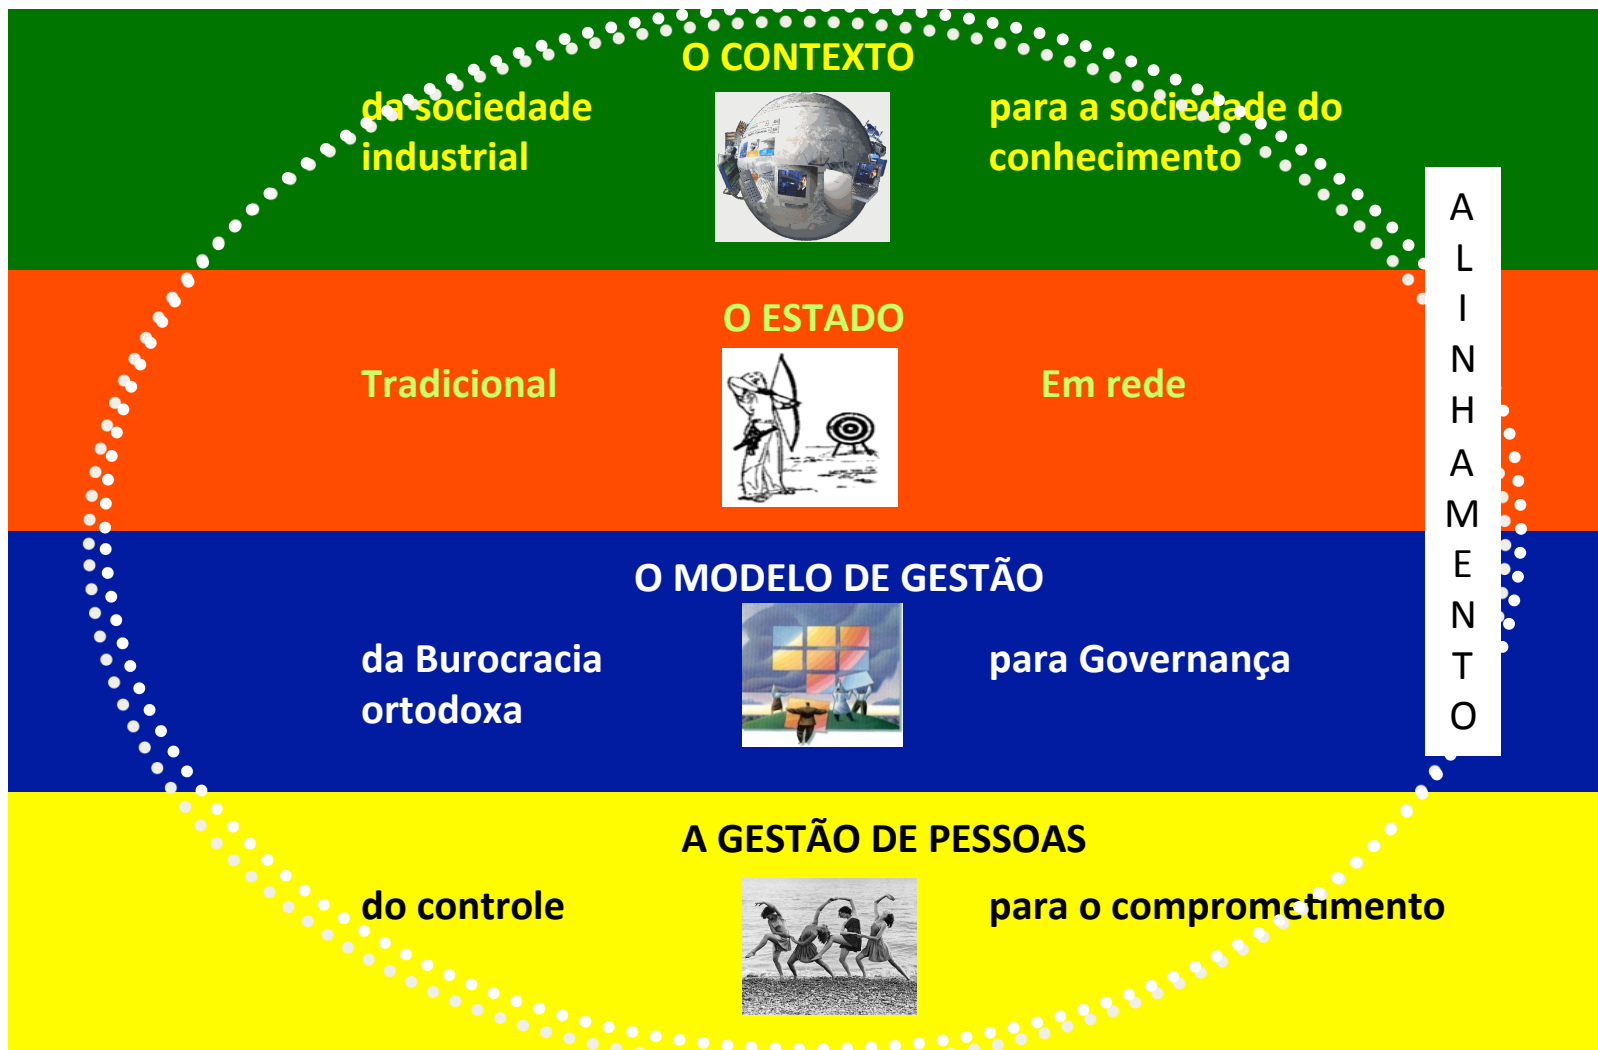 O CONTEXTO
da sociedade
industrial
para a sociedade do
conhecimento
O ESTADO
Tradicional
Em rede
O MODELO DE GESTÃO
da Burocracia
ortodoxa
para Governança
A GESTÃO DE PESSOAS
do controle
para o comprometimento
A
L
I
N
H
A
M
E
N
T
O